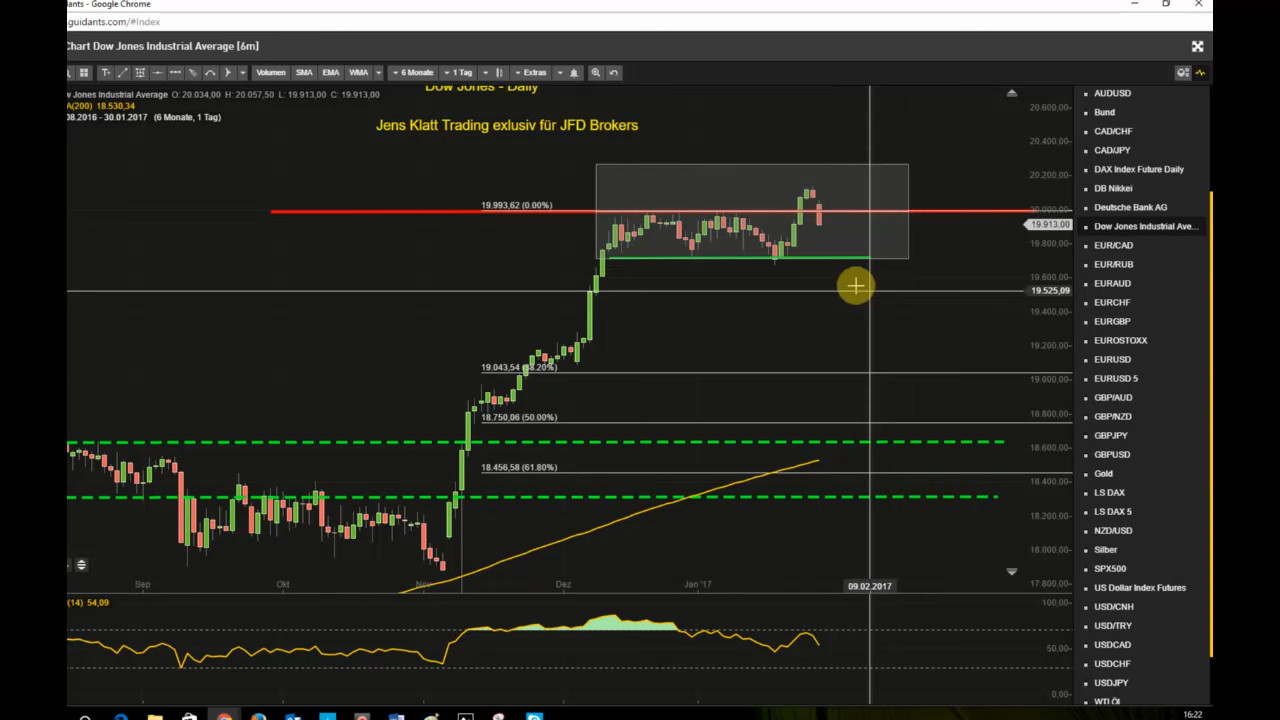 dants - Google Chrome
.guidants.com/#Index
Chart Dow Jones Industrial Average [6m]
Volumen SMA EMA WMA 6 Monate 1 Tag Extras
w Jones Industrial Average O: 20.034,00 H: 20.057,50 L: 19.913,00 C: 19.913,00
A(200) 18.530,34
.08.2016 - 30.01.2017 (6 Monate, 1 Tag)
Dow Jones - Daily
Jens Klatt Trading exlusiv für JFD Brokers
20.600,00
20.400,00
20.200,00
20.000,00
19.913,00
19.800,00
19.600,00
19.525,09
19.400,00
19.200,00
19.000,00
18.800,00
18.600,00
18.400,00
18.200,00
18.000,00
17.800,00
19.993,62 (0.00%)
19.043,54 (38.20%)
18.750,06 (50.00%)
18.456,58 (61.80%)
Sep Okt Nov Dez Jan '17 09.02.2017
(14) 54,09
100,00
50,00
0,00
AUDUSD
Bund
CAD/CHF
CAD/JPY
DAX Index Future Daily
DB Nikkei
Deutsche Bank AG
Dow Jones Industrial Ave...
EUR/CAD
EUR/RUB
EURAUD
EURCHF
EURGBP
EUROSTOXX
EURUSD
EURUSD 5
GBP/AUD
GBP/NZD
GBPJPY
GBPUSD
Gold
LS DAX
LS DAX 5
NZD/USD
Silber
SPX500
US Dollar Index Futures
USD/CNH
USD/TRY
USDCAD
USDCHF
USDJPY
WTI ÖL
16:22